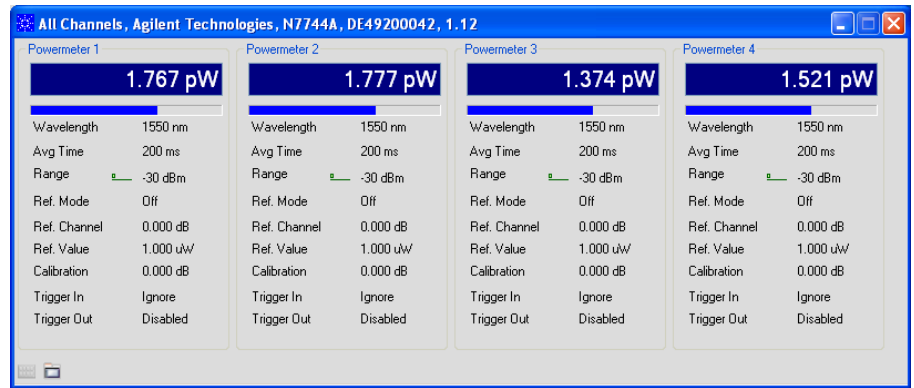 All Channels, Agilent Technologies, N7744A, DE49200042, 1.12
Powermeter 1
1.767 pW
Wavelength 1550 nm
Avg Time 200 ms
Range -30 dBm
Ref. Mode Off
Ref. Channel 0.000 dB
Ref. Value 1.000 uW
Calibration 0.000 dB
Trigger In Ignore
Trigger Out Disabled
Powermeter 2
1.777 pW
Wavelength 1550 nm
Avg Time 200 ms
Range -30 dBm
Ref. Mode Off
Ref. Channel 0.000 dB
Ref. Value 1.000 uW
Calibration 0.000 dB
Trigger In Ignore
Trigger Out Disabled
Powermeter 3
1.374 pW
Wavelength 1550 nm
Avg Time 200 ms
Range -30 dBm
Ref. Mode Off
Ref. Channel 0.000 dB
Ref. Value 1.000 uW
Calibration 0.000 dB
Trigger In Ignore
Trigger Out Disabled
Powermeter 4
1.521 pW
Wavelength 1550 nm
Avg Time 200 ms
Range -30 dBm
Ref. Mode Off
Ref. Channel 0.000 dB
Ref. Value 1.000 uW
Calibration 0.000 dB
Trigger In Ignore
Trigger Out Disabled